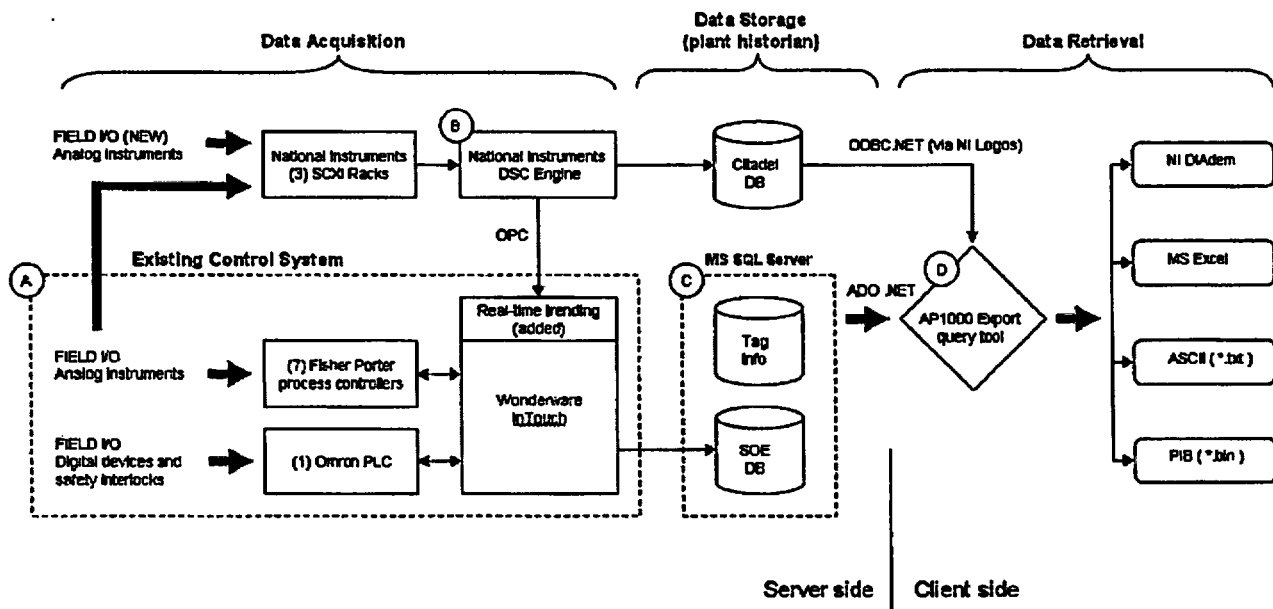 Data Acquisition
Data Storage
(plant historian)
Data Retrieval
FIELD I/O (NEW)
Analog Instruments
National Instruments
(3) SCXI Racks
B
National Instruments
DSC Engine
Citadel
DB
ODBC.NET (via NI Logos)
NI DIAdem
OPC
A
Existing Control System
C
MS SQL Server
D
MS Excel
Real-time trending
(added)
Tag
Info
ADO .NET
AP1000 Export
query tool
FIELD I/O
Analog Instruments
(7) Fisher Porter
process controllers
Wonderware
InTouch
ASCII ( *.txt )
FIELD I/O
Digital devices and
safety interlocks
(1) Omron PLC
SOE
DB
PIB ( *.bin )
Server side
Client side